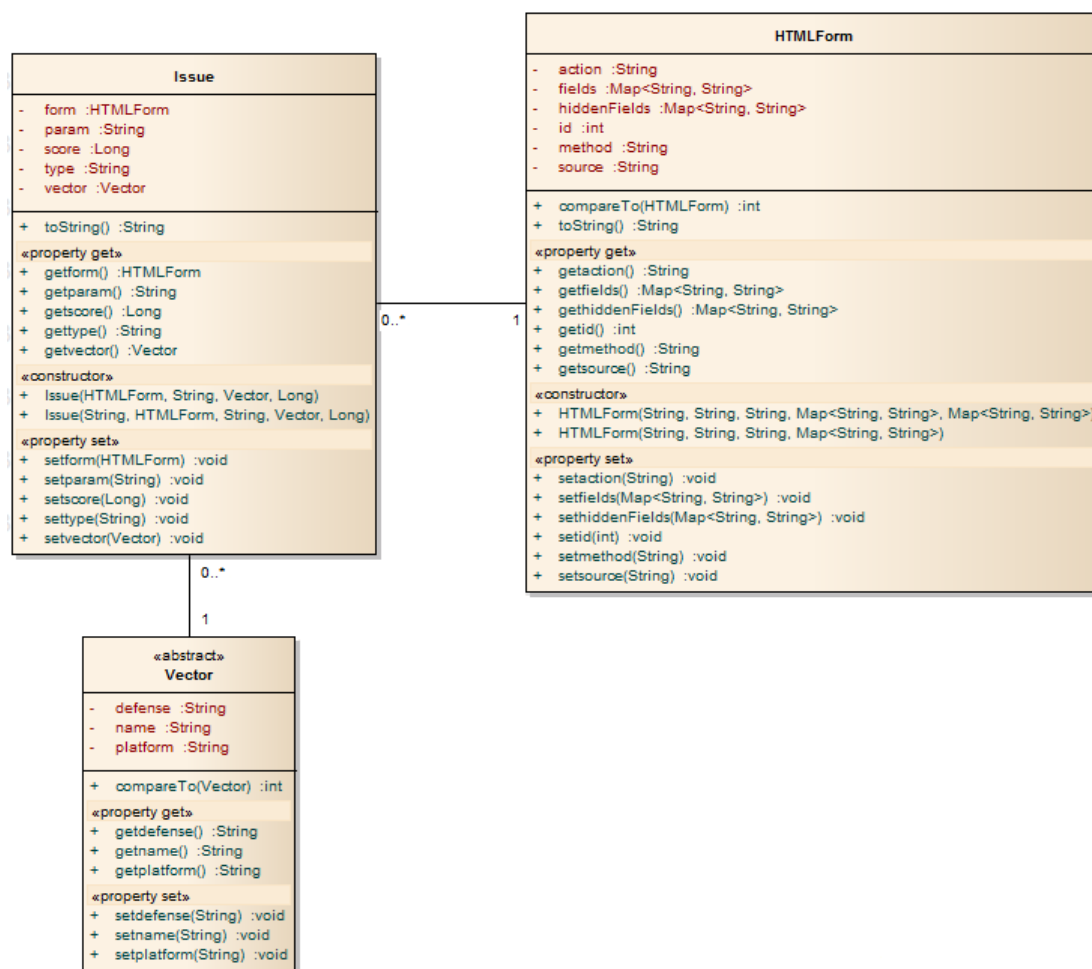 Issue
- form :HTMLForm
- param :String
- score :Long
- type :String
- vector :Vector
+ toString() :String
«property get»
+ getform() :HTMLForm
+ getparam() :String
+ getscore() :Long
+ gettype() :String
+ getvector() :Vector
«constructor»
+ Issue(HTMLForm, String, Vector, Long)
+ Issue(String, HTMLForm, String, Vector, Long)
«property set»
+ setform(HTMLForm) :void
+ setparam(String) :void
+ setscore(Long) :void
+ settype(String) :void
+ setvector(Vector) :void
0..*
1
HTMLForm
- action :String
- fields :Map<String, String>
- hiddenFields :Map<String, String>
- id :int
- method :String
- source :String
+ compareTo(HTMLForm) :int
+ toString() :String
«property get»
+ getaction() :String
+ getfields() :Map<String, String>
+ gethiddenFields() :Map<String, String>
+ getid() :int
+ getmethod() :String
+ getsource() :String
«constructor»
+ HTMLForm(String, String, String, Map<String, String>, Map<String, String>)
+ HTMLForm(String, String, String, Map<String, String>)
«property set»
+ setaction(String) :void
+ setfields(Map<String, String>) :void
+ sethiddenFields(Map<String, String>) :void
+ setid(int) :void
+ setmethod(String) :void
+ setsource(String) :void
0..*
1
«abstract»
Vector
- defense :String
- name :String
- platform :String
+ compareTo(Vector) :int
«property get»
+ getdefense() :String
+ getname() :String
+ getplatform() :String
«property set»
+ setdefense(String) :void
+ setname(String) :void
+ setplatform(String) :void